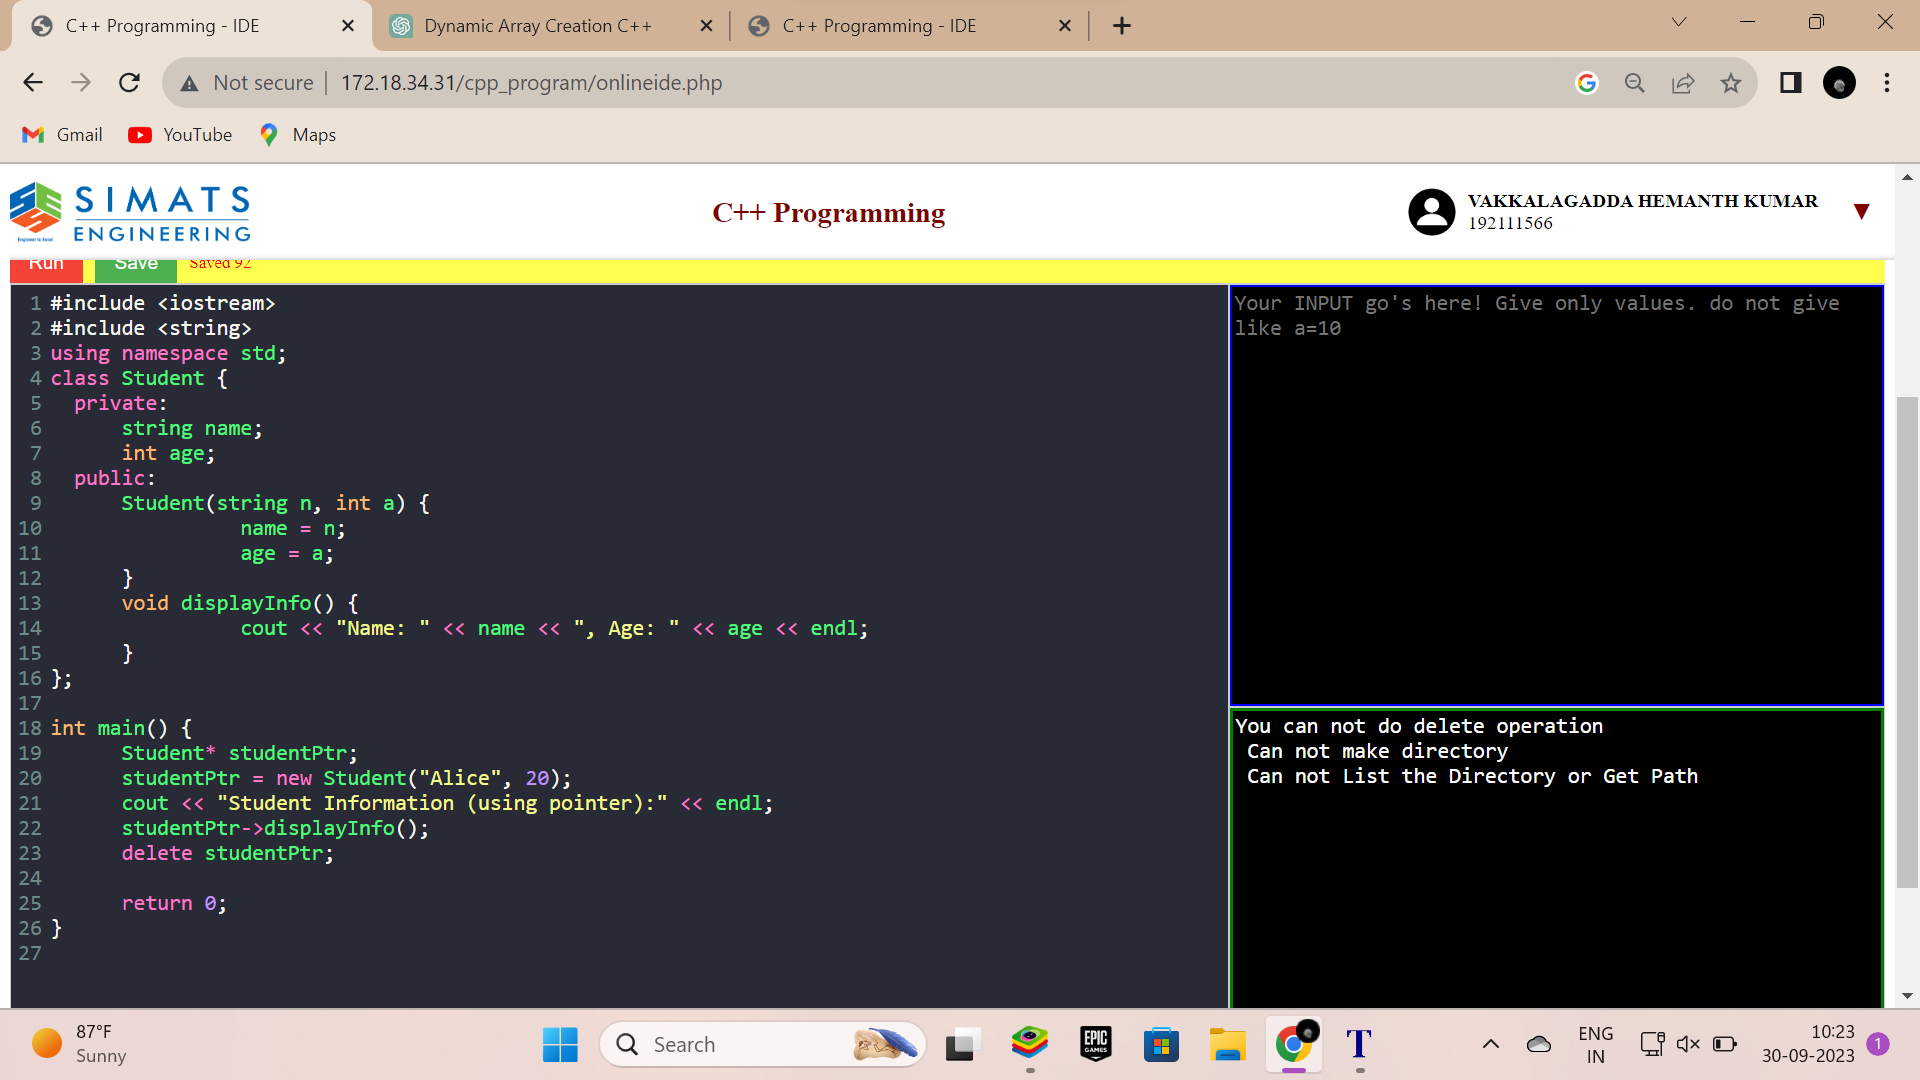 C++ Programming - IDE
Dynamic Array Creation C++
C++ Programming - IDE
Not secure
172.18.34.31/cpp_program/onlineide.php
Gmail
YouTube
Maps
SIMATS
ENGINEERING
Engineer to Excel
C++ Programming
VAKKALAGADDA HEMANTH KUMAR
192111566
Run
Save
Saved 92
1 #include <iostream>
2 #include <string>
3 using namespace std;
4 class Student {
5 private:
6 string name;
7 int age;
8 public:
9 Student(string n, int a) {
10 name = n;
11 age = a;
12 }
13 void displayInfo() {
14 cout << "Name: " << name << ", Age: " << age << endl;
15 }
16 };
17
18 int main() {
19 Student* studentPtr;
20 studentPtr = new Student("Alice", 20);
21 cout << "Student Information (using pointer):" << endl;
22 studentPtr->displayInfo();
23 delete studentPtr;
24
25 return 0;
26 }
27
Your INPUT go's here! Give only values. do not give
like a=10
You can not do delete operation
Can not make directory
Can not List the Directory or Get Path
87°F
Sunny
Search
EPIC
GAMES
T
ENG
IN
10:23
30-09-2023
1